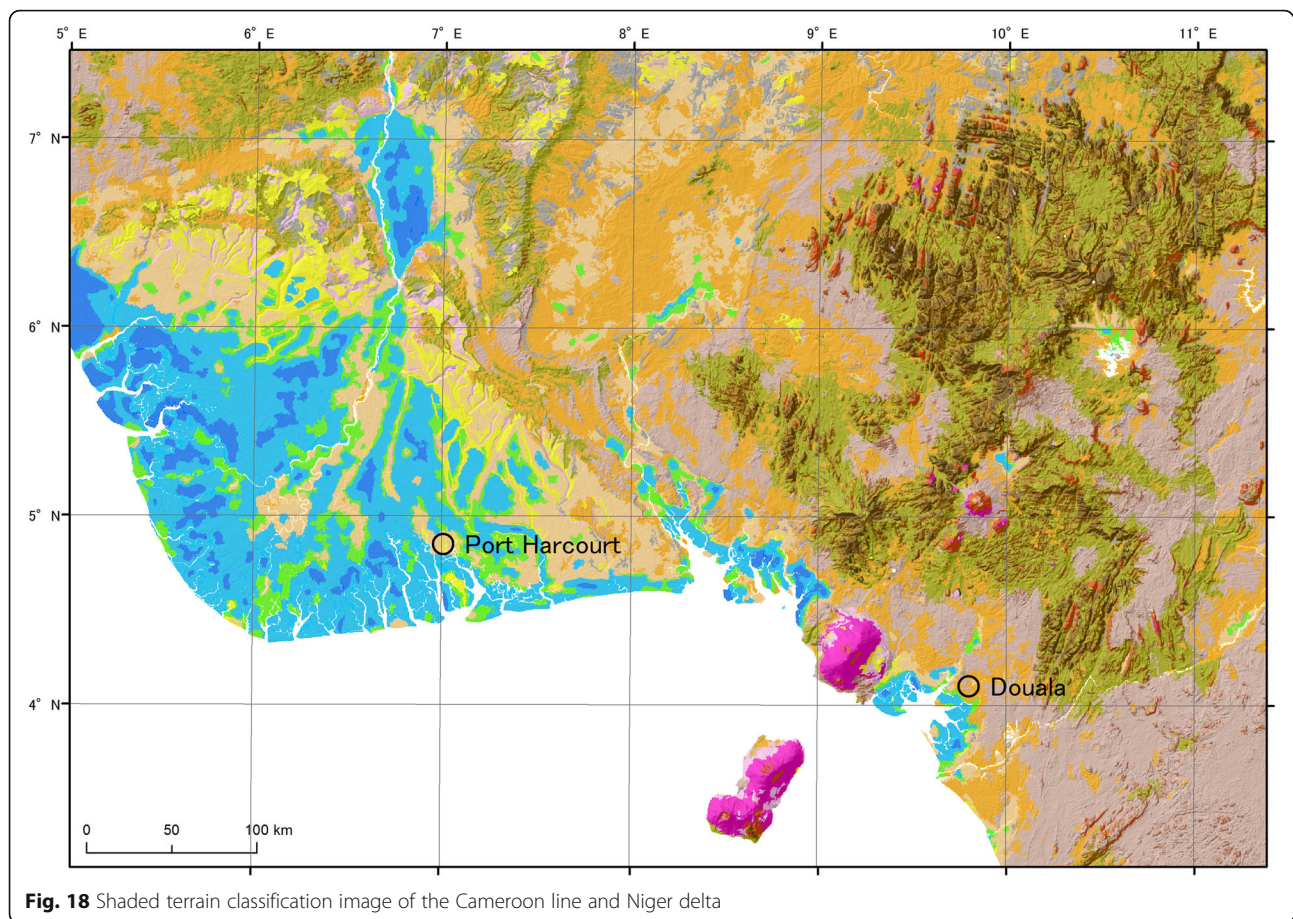 5° E 6° E 7° E 8° E 9° E 10° E 11° E
7° N
6° N
5° N
Port Harcourt
Douala
4° N
0 50 100 km
Fig. 18 Shaded terrain classification image of the Cameroon line and Niger delta